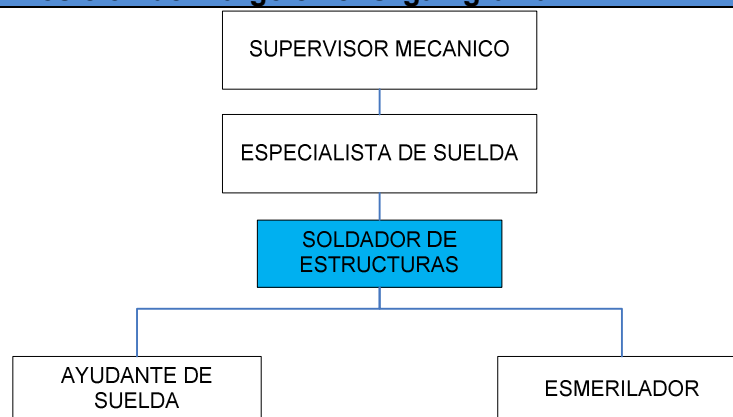 SUPERVISOR MECANICO
ESPECIALISTA DE SUELDA
SOLDADOR DE
ESTRUCTURAS
AYUDANTE DE
SUELDA
ESMERILADOR